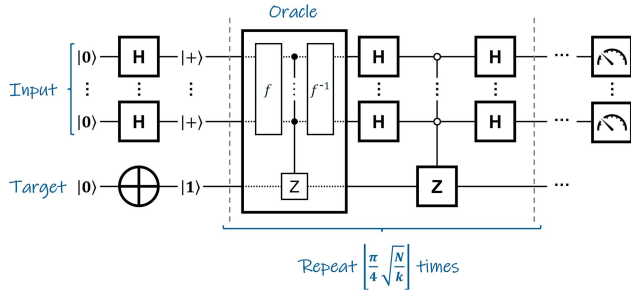 Oracle
|0⟩ H |+⟩ f f⁻¹ H H ...
Input ⋮ ⋮ ⋮ ⋮ ⋮ ⋮ ⋮
|0⟩ H |+⟩ H H ...
Target |0⟩ |1⟩ Z Z ...
Repeat ⌊π/4 √(N/k)⌋ times